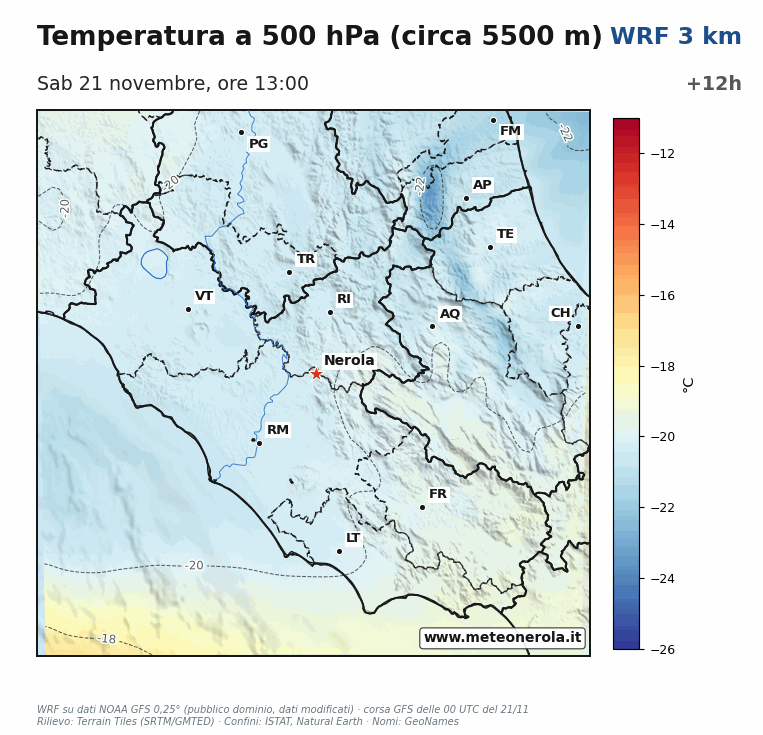 Temperatura a 500 hPa (circa 5500 m) WRF 3 km
Sab 21 novembre, ore 13:00 +12h
FM
-22
PG
-20
-22
AP
-20
TE
TR
VT
RI
AQ
CH
Nerola
RM
FR
LT
-20
-18
www.meteonerola.it
−12
−14
−16
−18
−20
−22
−24
−26
°C
WRF su dati NOAA GFS 0,25° (pubblico dominio, dati modificati) · corsa GFS delle 00 UTC del 21/11
Rilievo: Terrain Tiles (SRTM/GMTED) · Confini: ISTAT, Natural Earth · Nomi: GeoNames